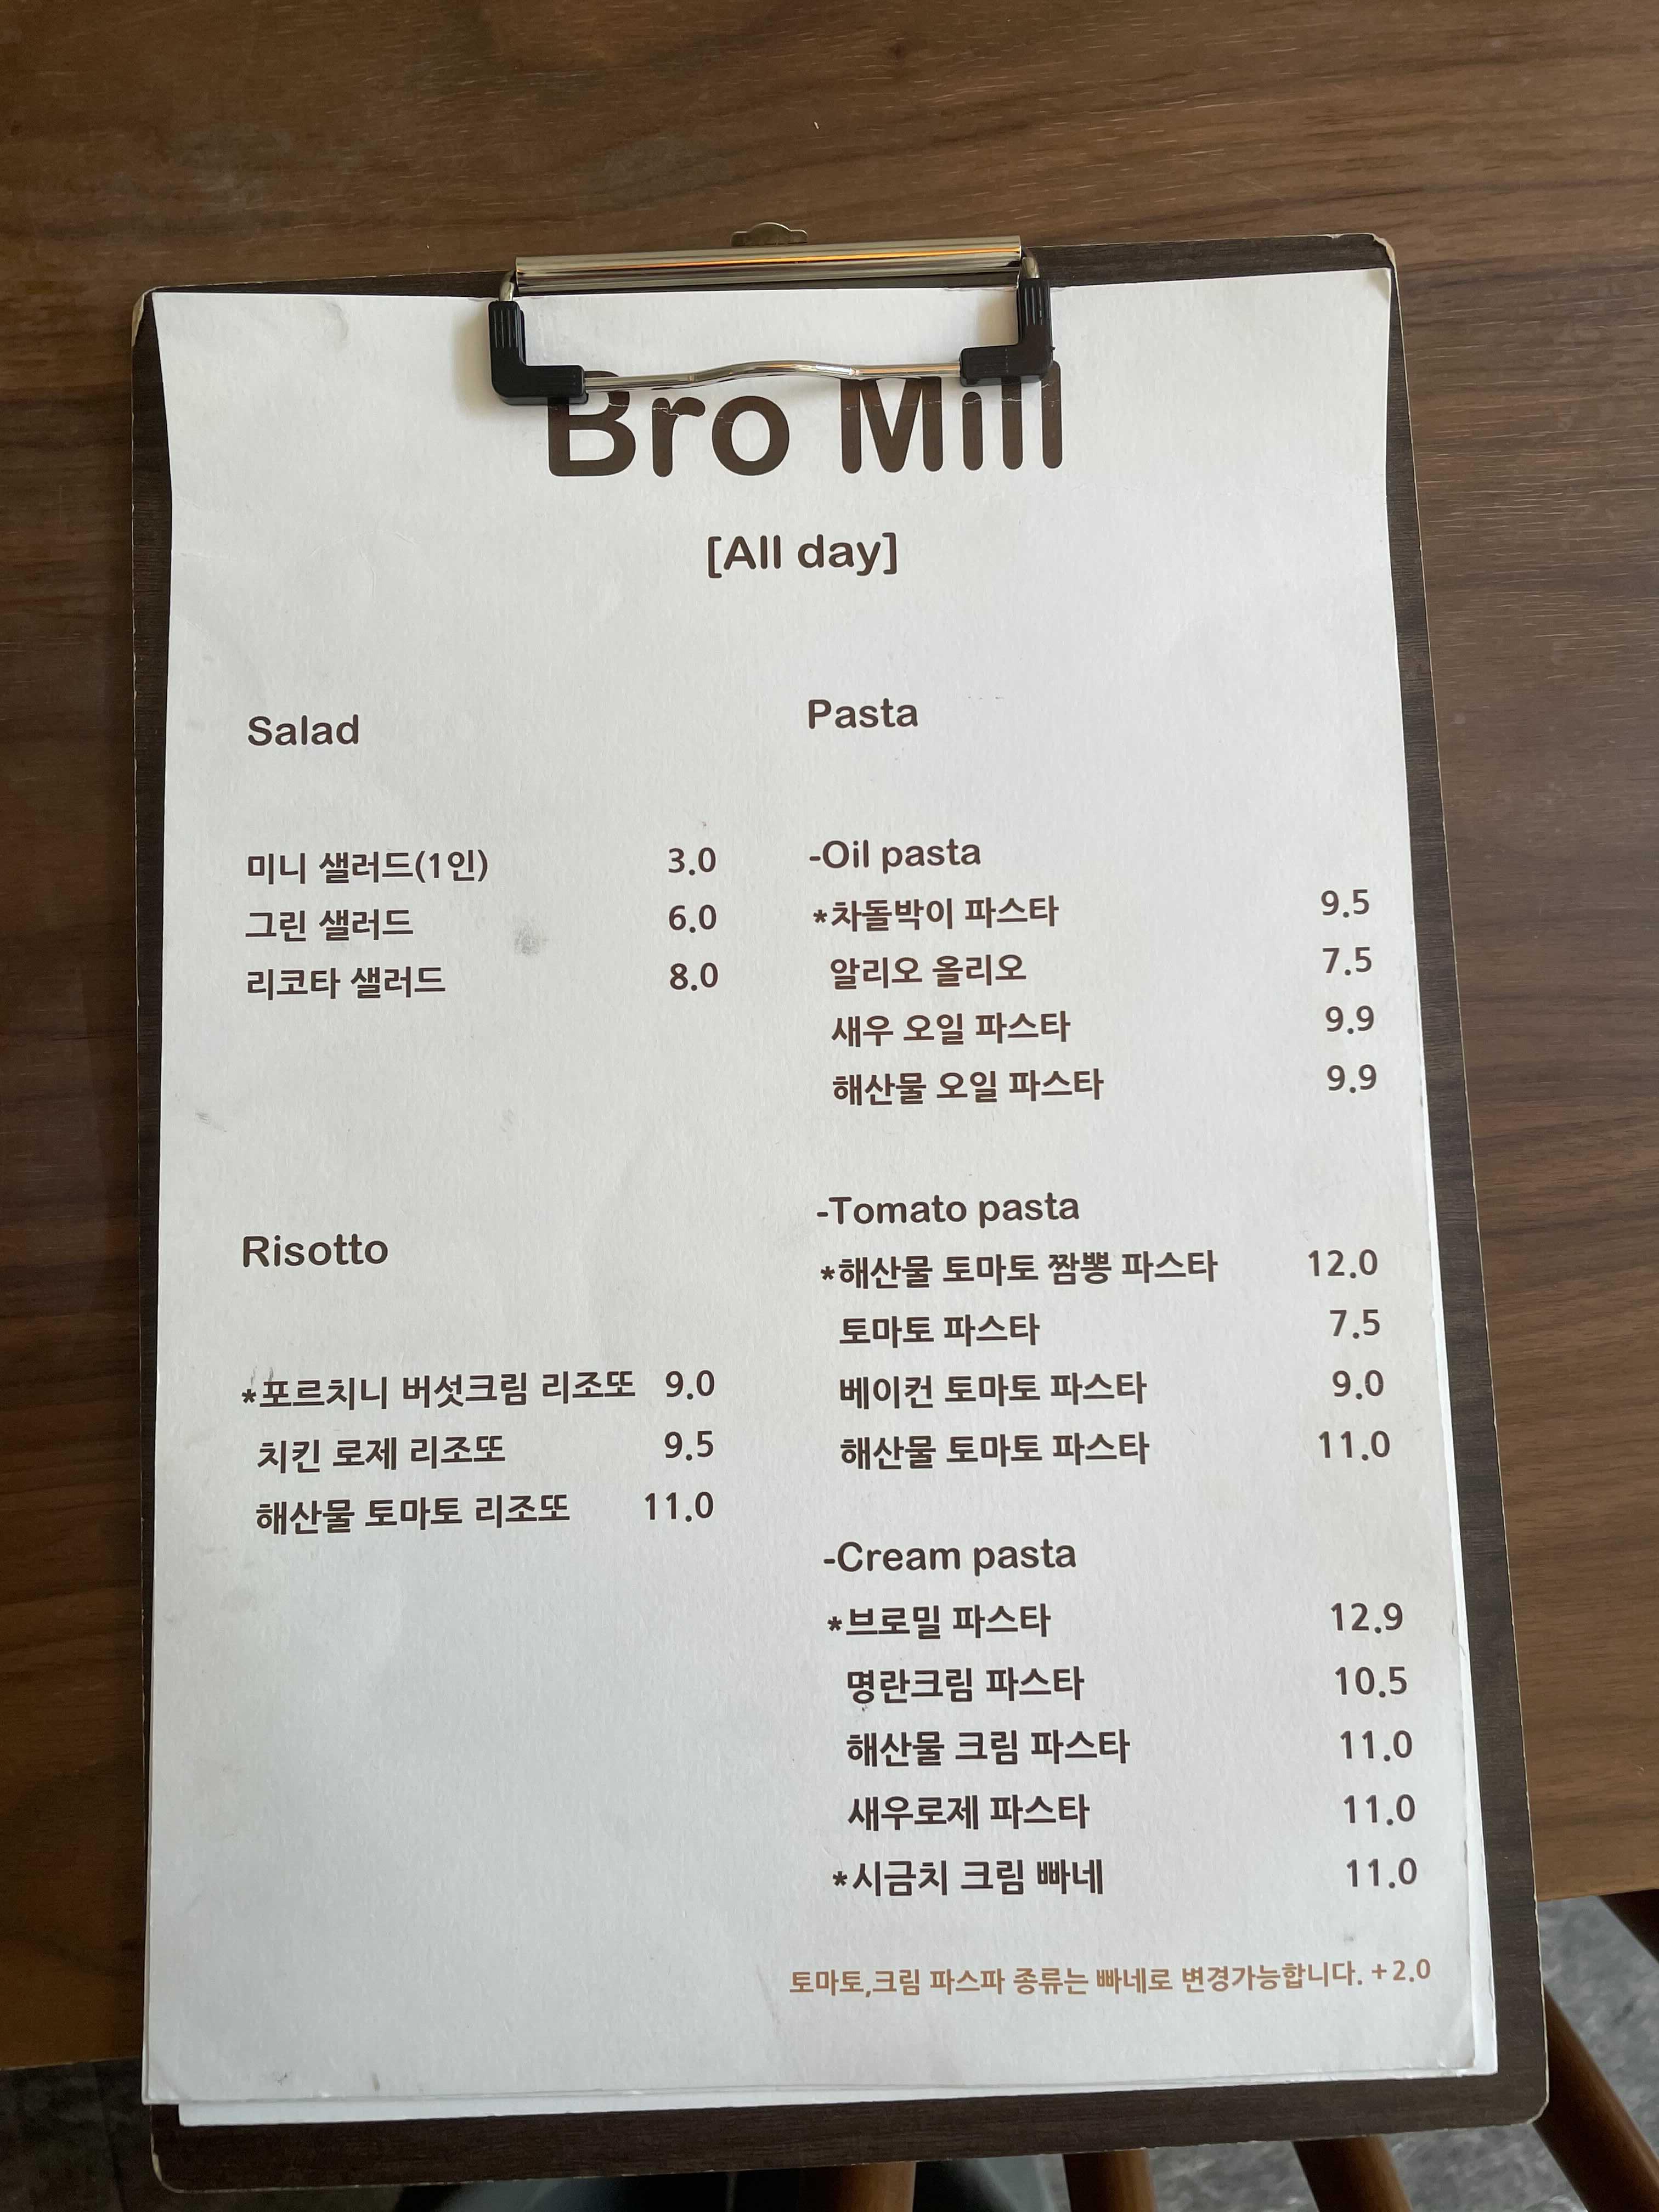 Bro Mill
[All day]
Salad
미니 샐러드(1인) 3.0
그린 샐러드 6.0
리코타 샐러드 8.0
Risotto
*포르치니 버섯크림 리조또 9.0
치킨 로제 리조또 9.5
해산물 토마토 리조또 11.0
Pasta
-Oil pasta
*차돌박이 파스타 9.5
알리오 올리오 7.5
새우 오일 파스타 9.9
해산물 오일 파스타 9.9
-Tomato pasta
*해산물 토마토 짬뽕 파스타 12.0
토마토 파스타 7.5
베이컨 토마토 파스타 9.0
해산물 토마토 파스타 11.0
-Cream pasta
*브로밀 파스타 12.9
명란크림 파스타 10.5
해산물 크림 파스타 11.0
새우로제 파스타 11.0
*시금치 크림 빠네 11.0
토마토,크림 파스파 종류는 빠네로 변경가능합니다. +2.0